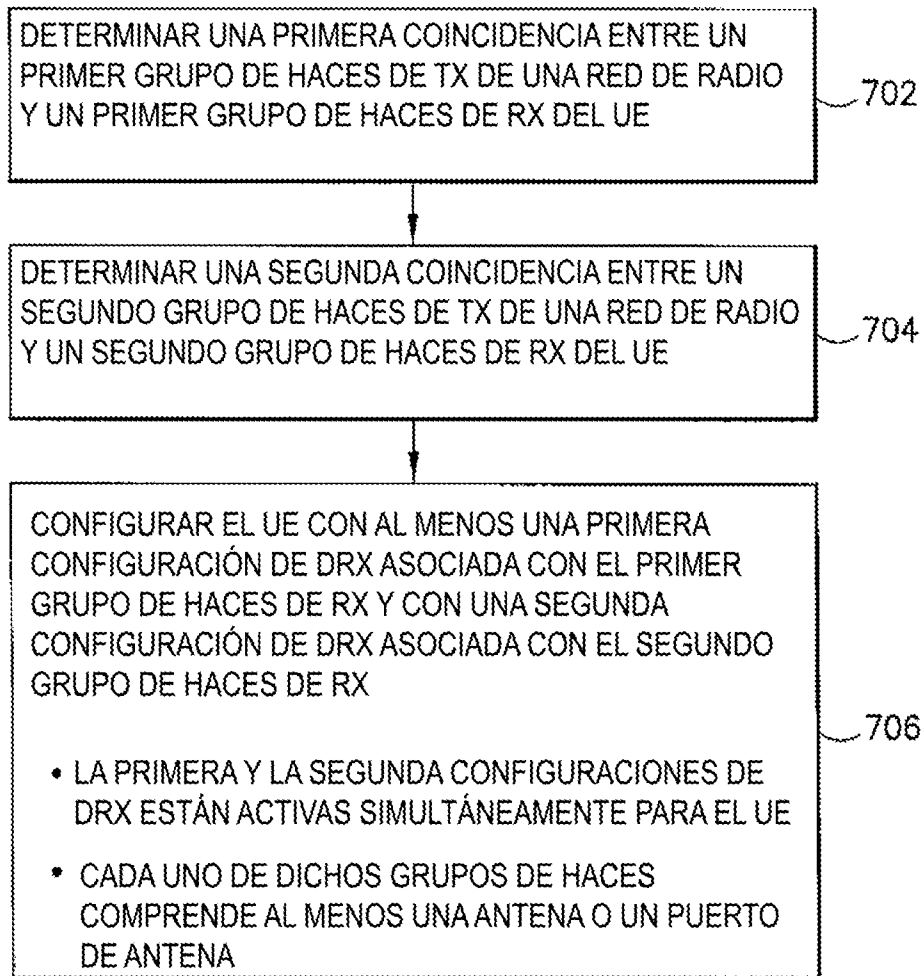 DETERMINAR UNA PRIMERA COINCIDENCIA ENTRE UN
PRIMER GRUPO DE HACES DE TX DE UNA RED DE RADIO
Y UN PRIMER GRUPO DE HACES DE RX DEL UE
702
DETERMINAR UNA SEGUNDA COINCIDENCIA ENTRE UN
SEGUNDO GRUPO DE HACES DE TX DE UNA RED DE RADIO
Y UN SEGUNDO GRUPO DE HACES DE RX DEL UE
704
CONFIGURAR EL UE CON AL MENOS UNA PRIMERA
CONFIGURACIÓN DE DRX ASOCIADA CON EL PRIMER
GRUPO DE HACES DE RX Y CON UNA SEGUNDA
CONFIGURACIÓN DE DRX ASOCIADA CON EL SEGUNDO
GRUPO DE HACES DE RX
706
• LA PRIMERA Y LA SEGUNDA CONFIGURACIONES DE
DRX ESTÁN ACTIVAS SIMULTÁNEAMENTE PARA EL UE
• CADA UNO DE DICHOS GRUPOS DE HACES
COMPRENDE AL MENOS UNA ANTENA O UN PUERTO
DE ANTENA